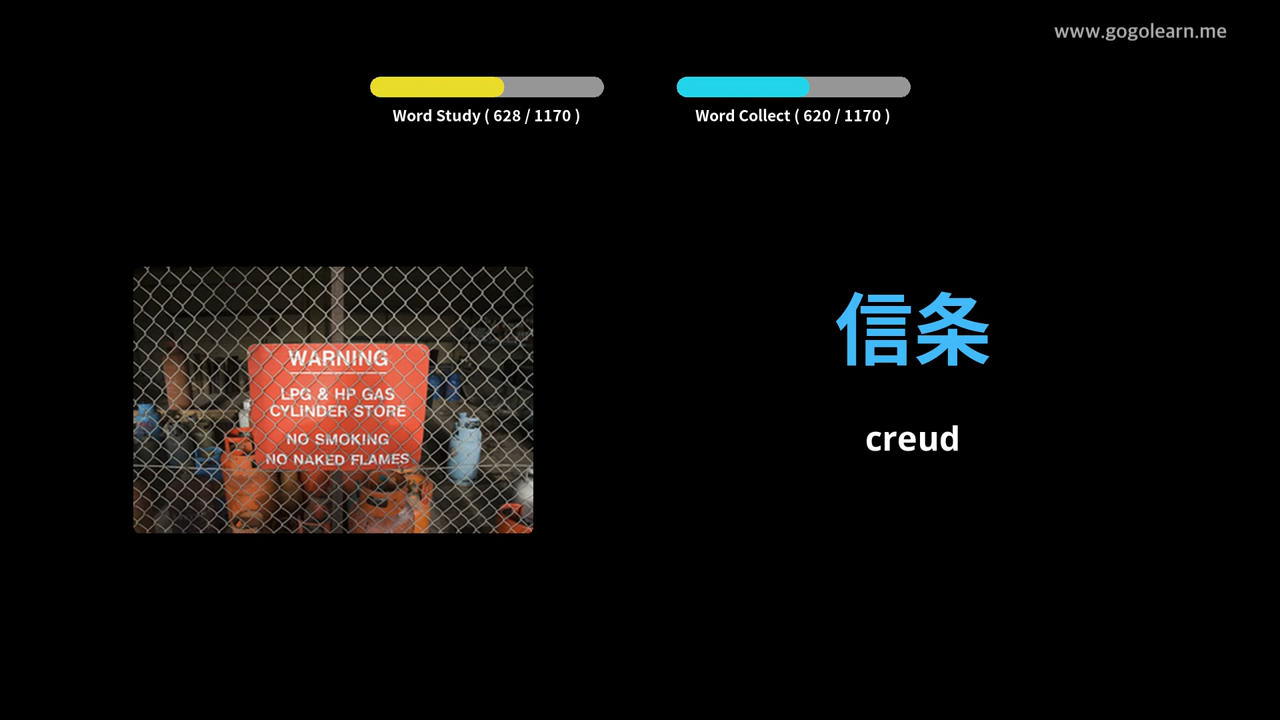 www.gogolearn.me
Word Study ( 628 / 1170 )
Word Collect ( 620 / 1170 )
WARNING
LPG & HP GAS
CYLINDER STORE
NO SMOKING
NO NAKED FLAMES
信条
creud